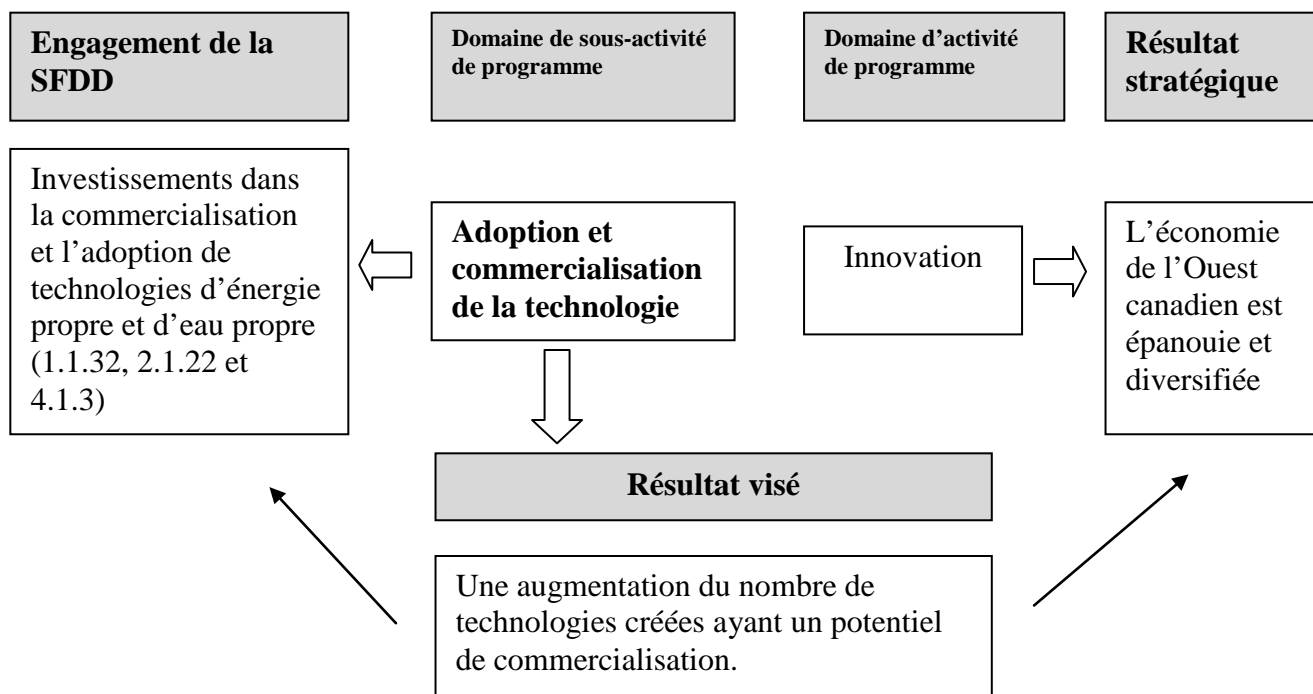 Engagement de la
SFDD
Domaine de sous-activité
de programme
Domaine d'activité
de programme
Résultat
stratégique
Investissements dans
la commercialisation
et l'adoption de
technologies d'énergie
propre et d'eau propre
(1.1.32, 2.1.22 et
4.1.3)
Adoption et
commercialisation
de la technologie
Innovation
L'économie
de l'Ouest
canadien est
épanouie et
diversifiée
Résultat visé
Une augmentation du nombre de
technologies créées ayant un potentiel
de commercialisation.